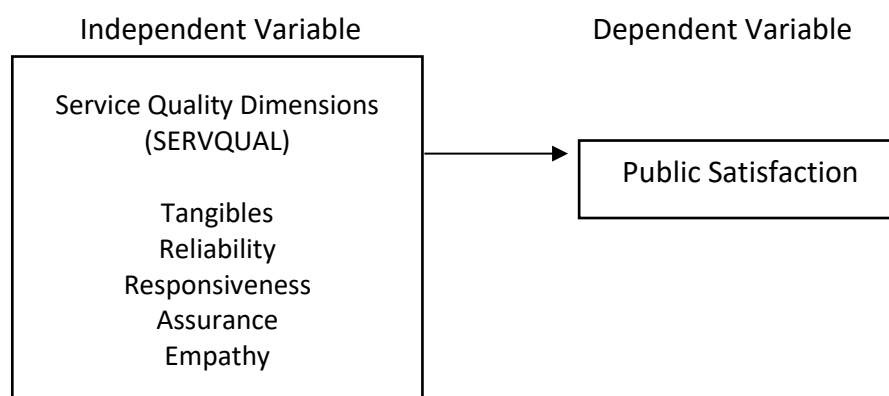 Independent Variable
Dependent Variable
Service Quality Dimensions
(SERVQUAL)
Tangibles
Reliability
Responsiveness
Assurance
Empathy
Public Satisfaction